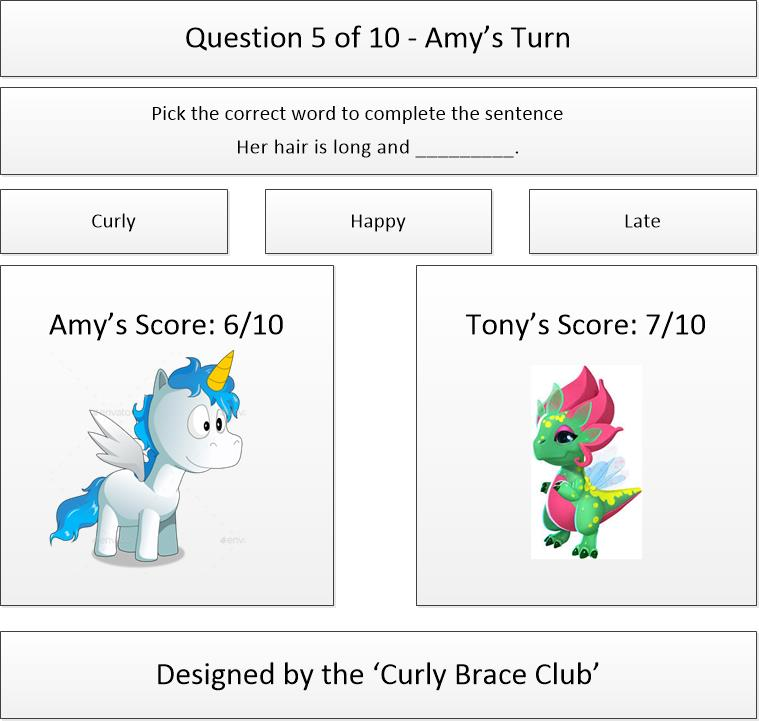 Question 5 of 10 - Amy’s Turn
Pick the correct word to complete the sentence
Her hair is long and _________.
Curly
Happy
Late
Amy’s Score: 6/10
Tony’s Score: 7/10
Designed by the ‘Curly Brace Club’